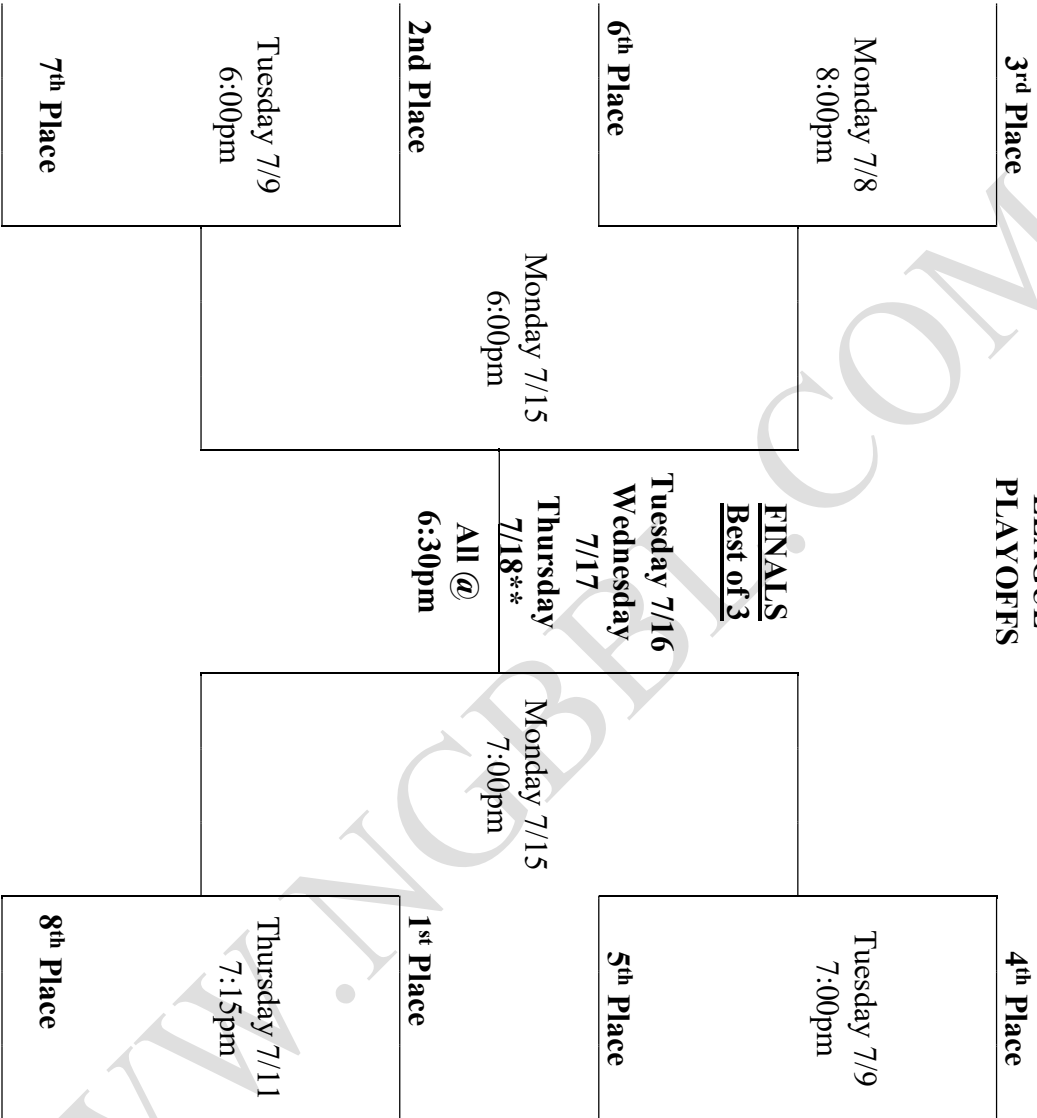 PLAYOFFS
3rd Place
4th Place
Monday 7/8
8:00pm
Tuesday 7/9
7:00pm
FINALS
Best of 3
6th Place
5th Place
Tuesday 7/16
Wednesday
7/17
Monday 7/15
6:00pm
Thursday
7/18**
Monday 7/15
7:00pm
All @
6:30pm
2nd Place
1st Place
Tuesday 7/9
6:00pm
Thursday 7/11
7:15pm
7th Place
8th Place
W.NGBBL.COM